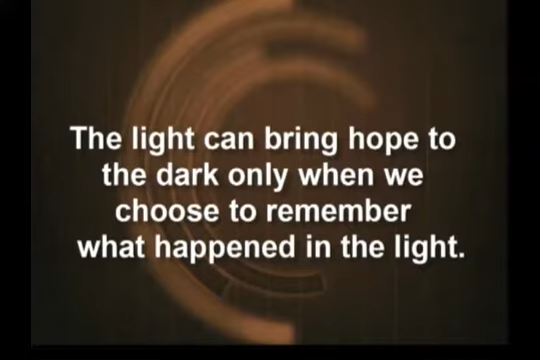 The light can bring hope to
the dark only when we
choose to remember
what happened in the light.